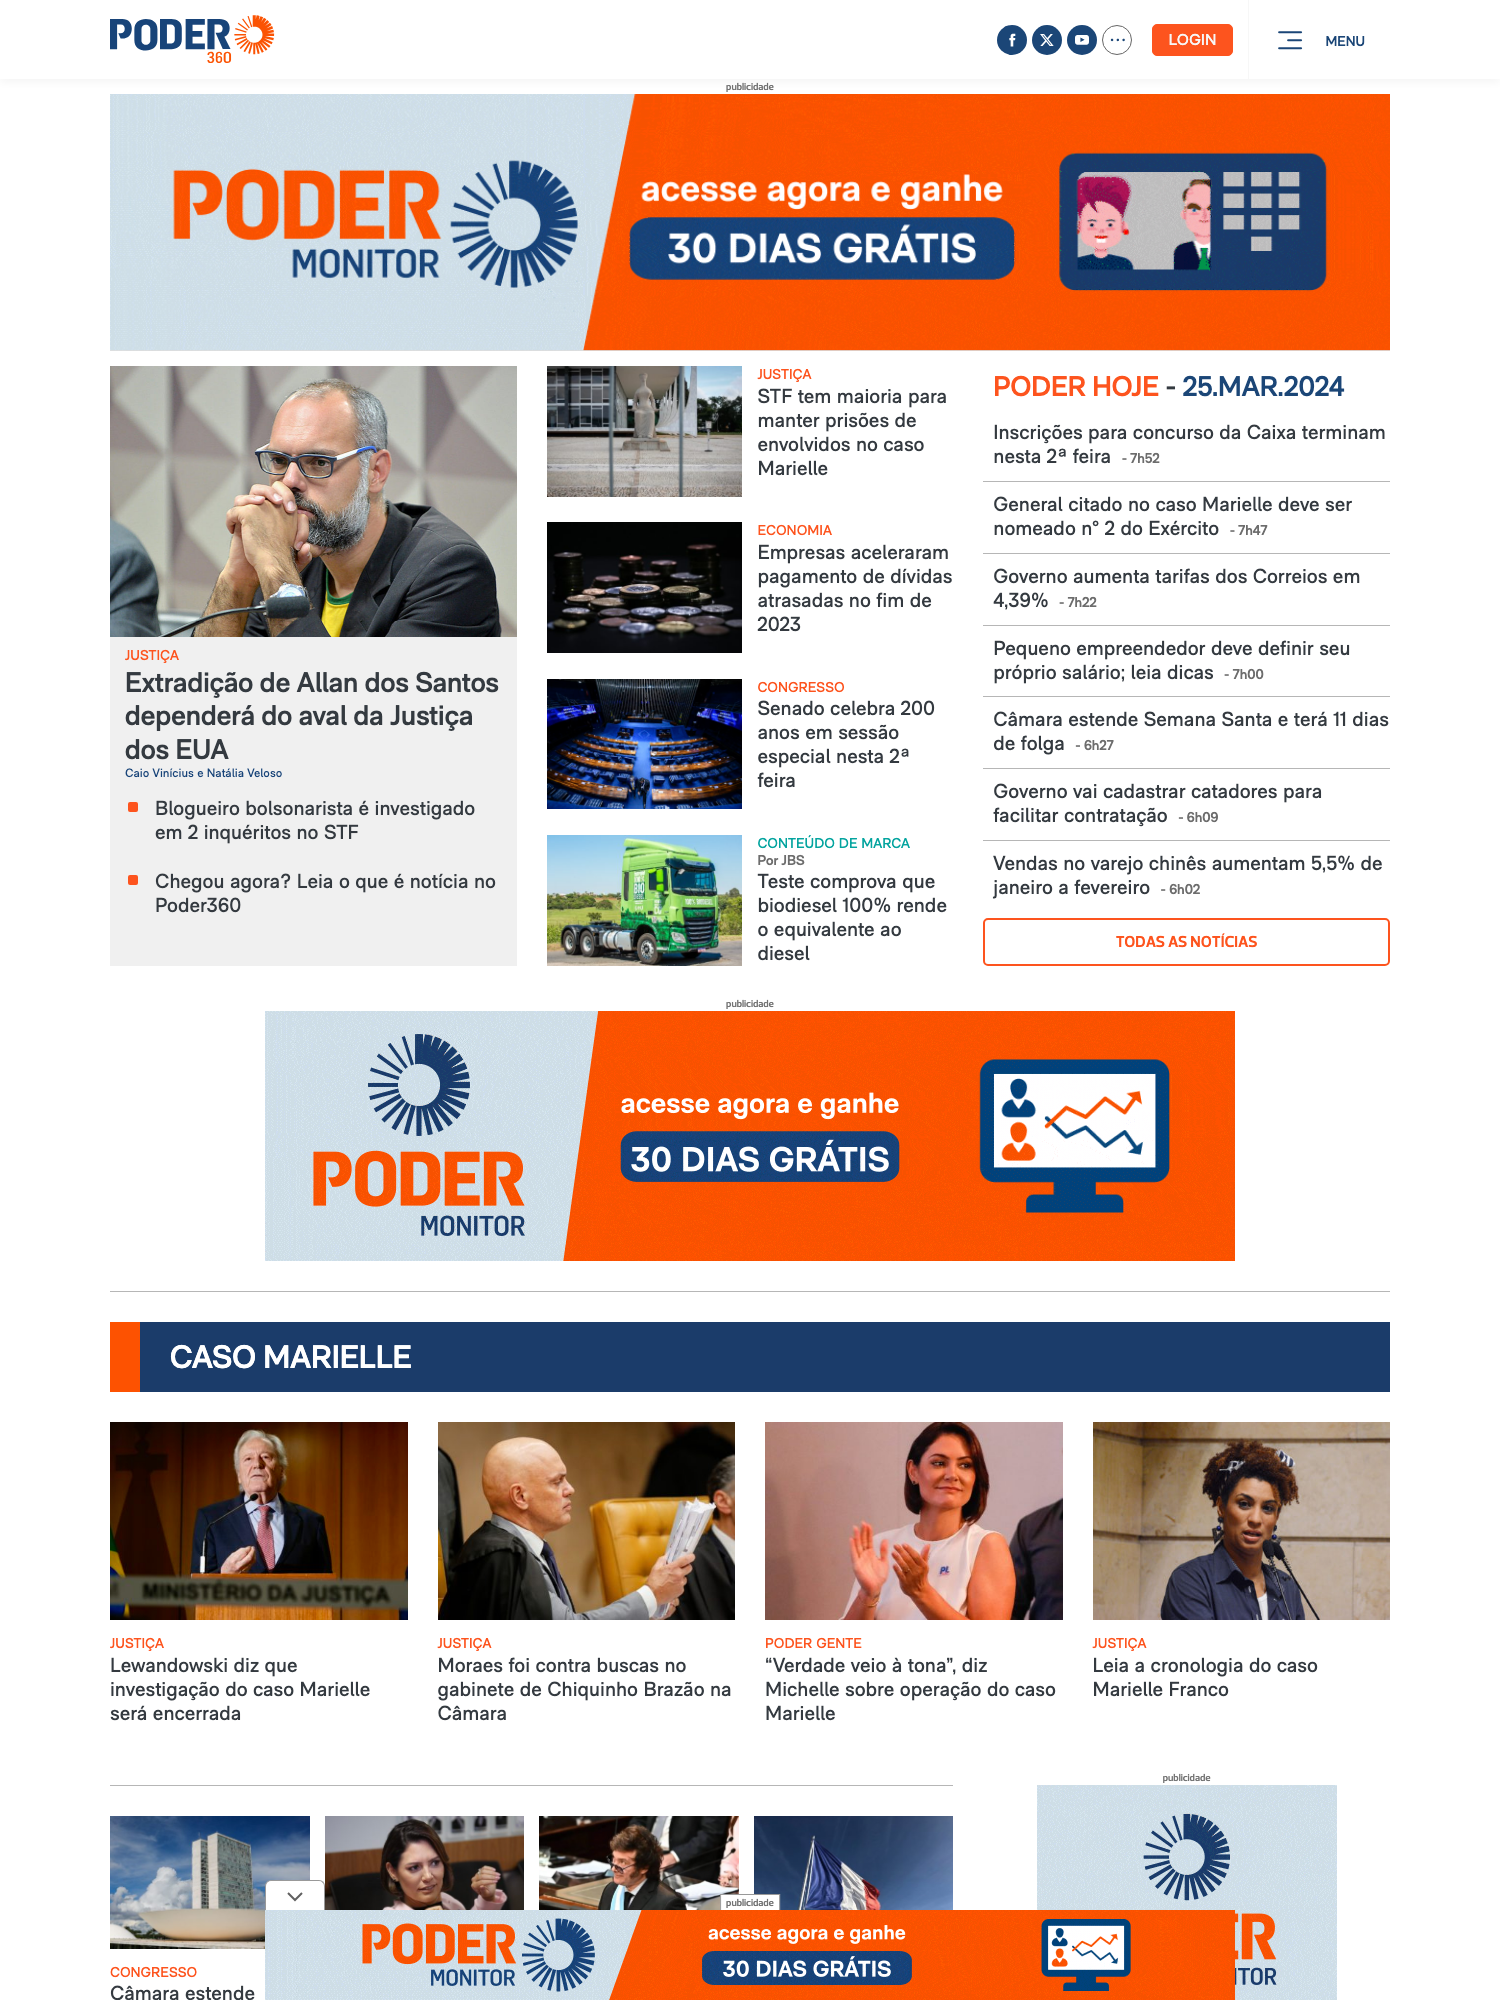 PODER
360
LOGIN
MENU
publicidade
PODER
MONITOR
acesse agora e ganhe
30 DIAS GRÁTIS
JUSTIÇA
Extradição de Allan dos Santos
dependerá do aval da Justiça
dos EUA
Caio Vinícius e Natália Veloso
Blogueiro bolsonarista é investigado
em 2 inquéritos no STF
Chegou agora? Leia o que é notícia no
Poder360
JUSTIÇA
STF tem maioria para
manter prisões de
envolvidos no caso
Marielle
ECONOMIA
Empresas aceleraram
pagamento de dívidas
atrasadas no fim de
2023
CONGRESSO
Senado celebra 200
anos em sessão
especial nesta 2ª
feira
CONTEÚDO DE MARCA
Por JBS
Teste comprova que
biodiesel 100% rende
o equivalente ao
diesel
PODER HOJE - 25.MAR.2024
Inscrições para concurso da Caixa terminam
nesta 2ª feira - 7h52
General citado no caso Marielle deve ser
nomeado n° 2 do Exército - 7h47
Governo aumenta tarifas dos Correios em
4,39% - 7h22
Pequeno empreendedor deve definir seu
próprio salário; leia dicas - 7h00
Câmara estende Semana Santa e terá 11 dias
de folga - 6h27
Governo vai cadastrar catadores para
facilitar contratação - 6h09
Vendas no varejo chinês aumentam 5,5% de
janeiro a fevereiro - 6h02
TODAS AS NOTÍCIAS
publicidade
PODER
MONITOR
acesse agora e ganhe
30 DIAS GRÁTIS
CASO MARIELLE
MINISTÉRIO DA JUSTIÇA
PL
JUSTIÇA
Lewandowski diz que
investigação do caso Marielle
será encerrada
JUSTIÇA
Moraes foi contra buscas no
gabinete de Chiquinho Brazão na
Câmara
PODER GENTE
“Verdade veio à tona”, diz
Michelle sobre operação do caso
Marielle
JUSTIÇA
Leia a cronologia do caso
Marielle Franco
publicidade
CONGRESSO
Câmara estende
publicidade
PODER
MONITOR
acesse agora e ganhe
30 DIAS GRÁTIS
ER
ITOR